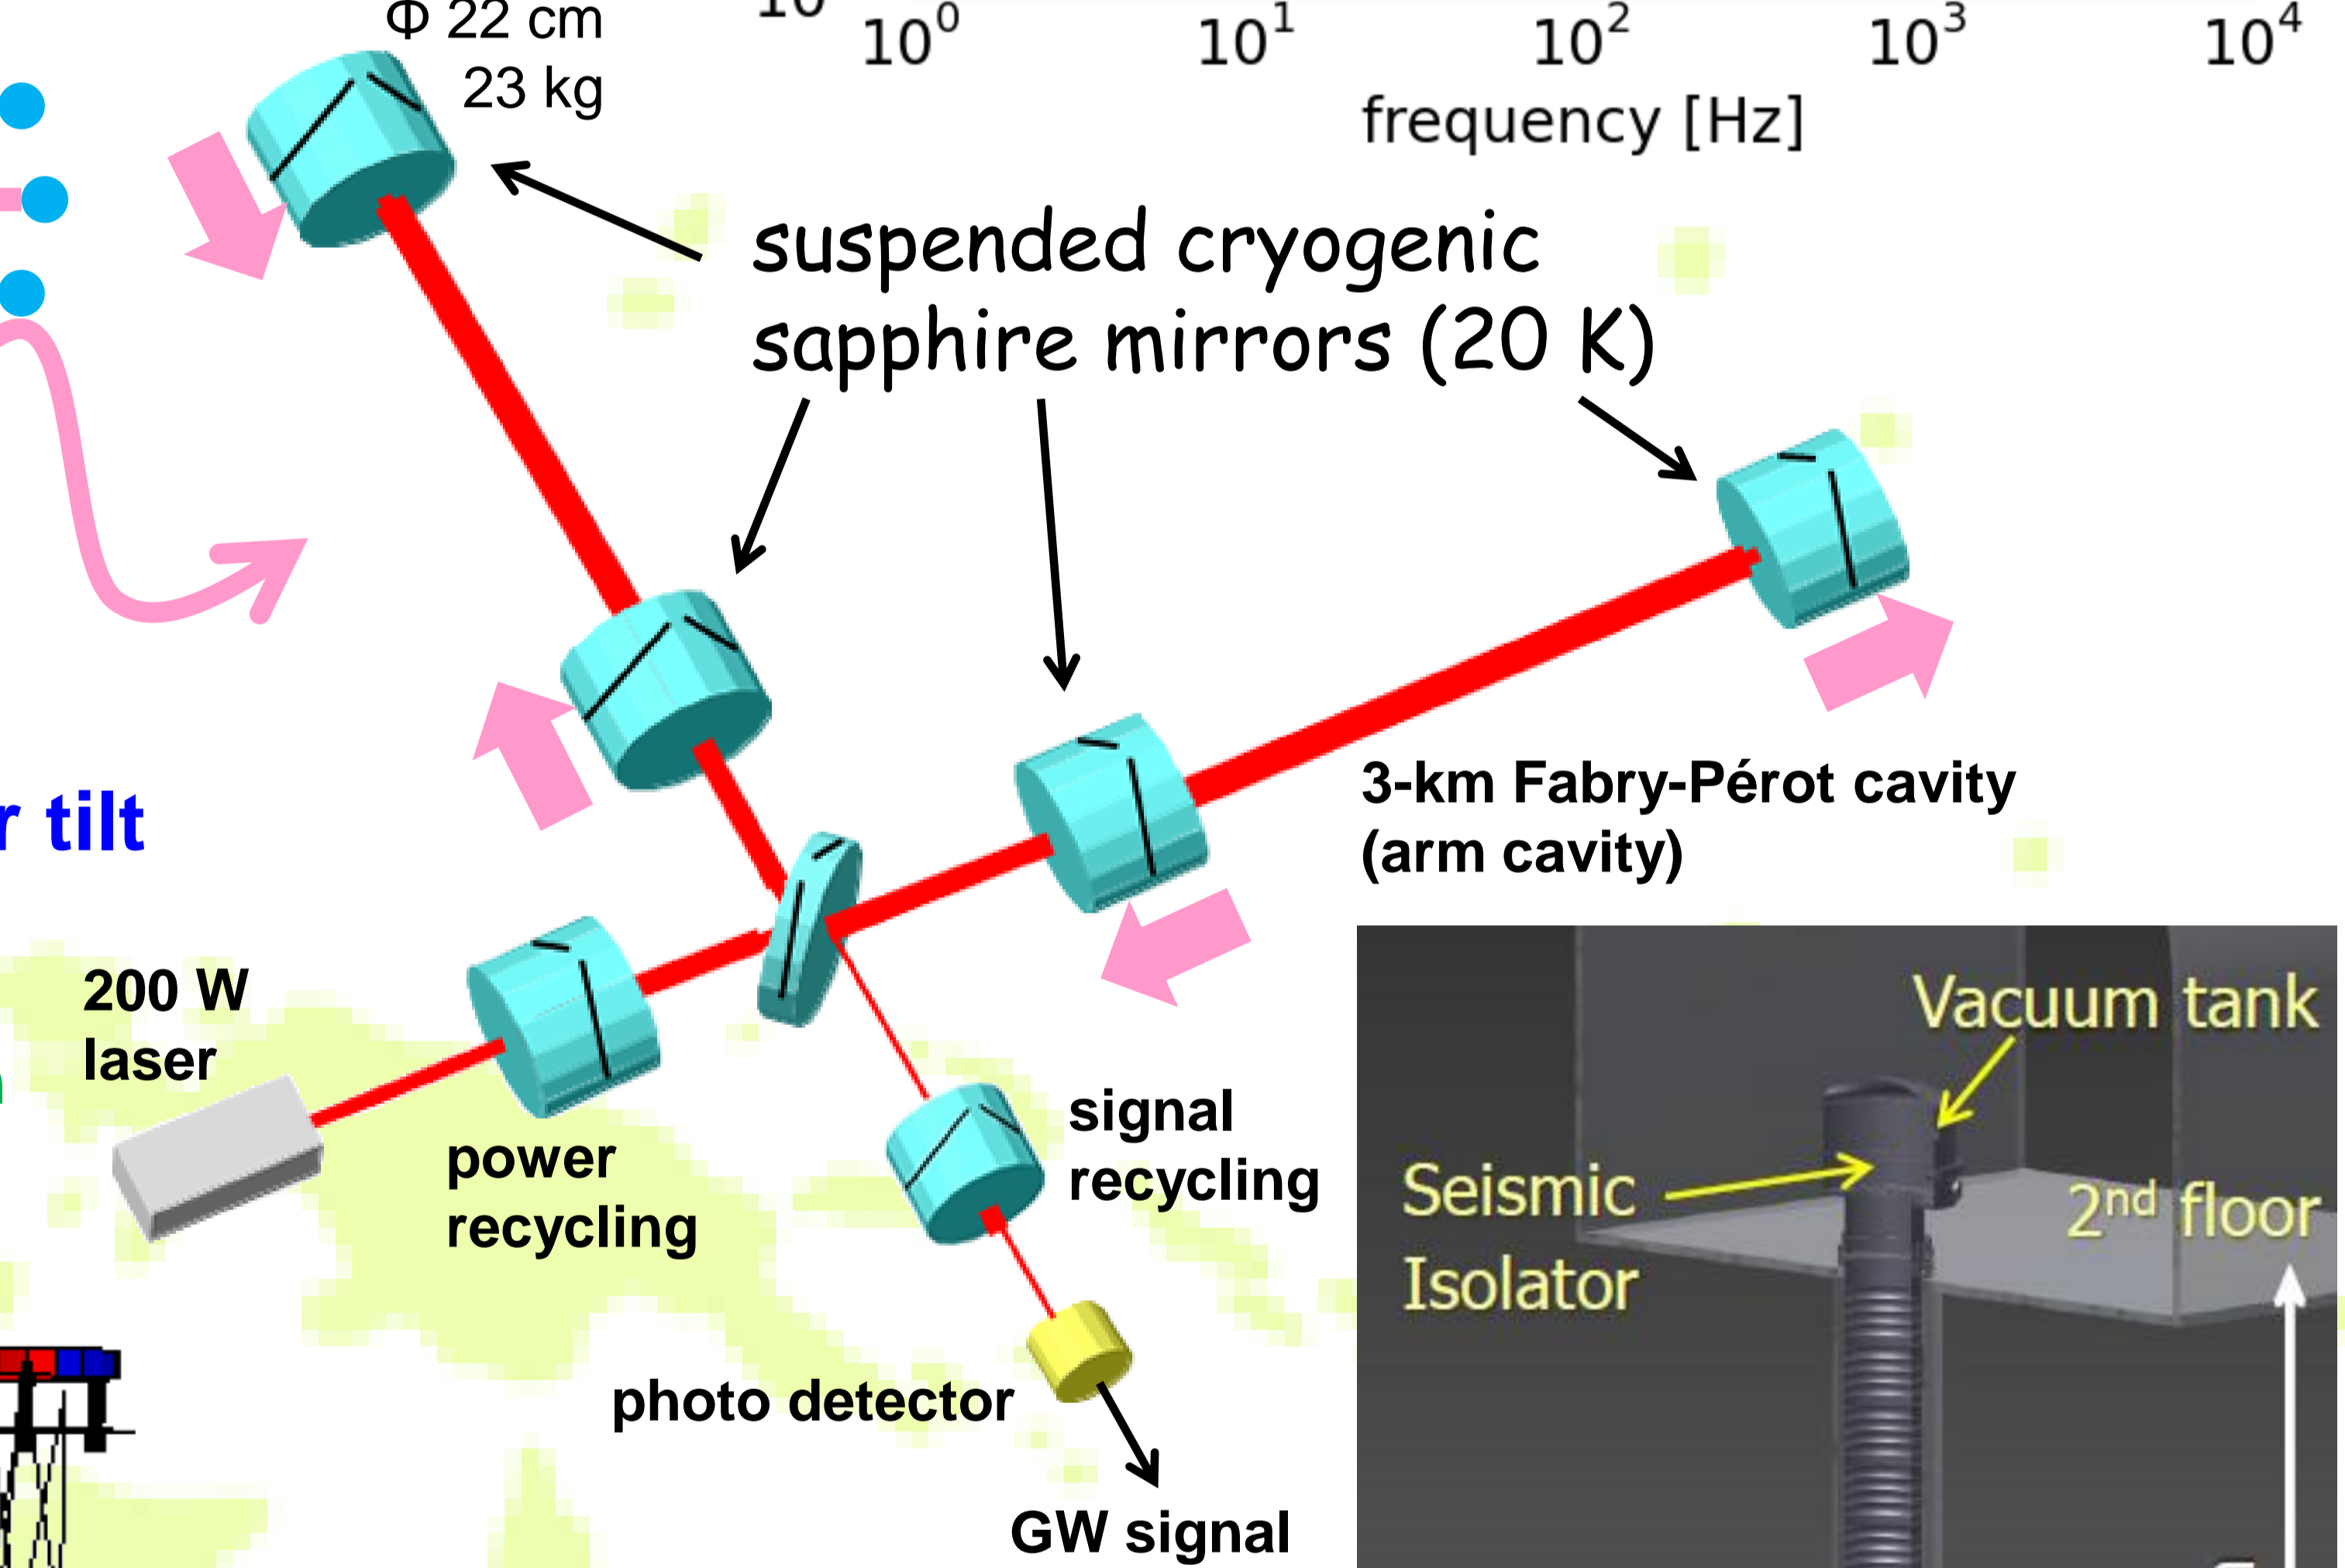 Φ 22 cm
23 kg
10⁰ 10¹ 10² 10³ 10⁴
frequency [Hz]
suspended cryogenic
sapphire mirrors (20 K)
tilt
3-km Fabry-Pérot cavity
(arm cavity)
200 W
laser
power
recycling
signal
recycling
photo detector
GW signal
Vacuum tank
Seismic
Isolator
2nd floor